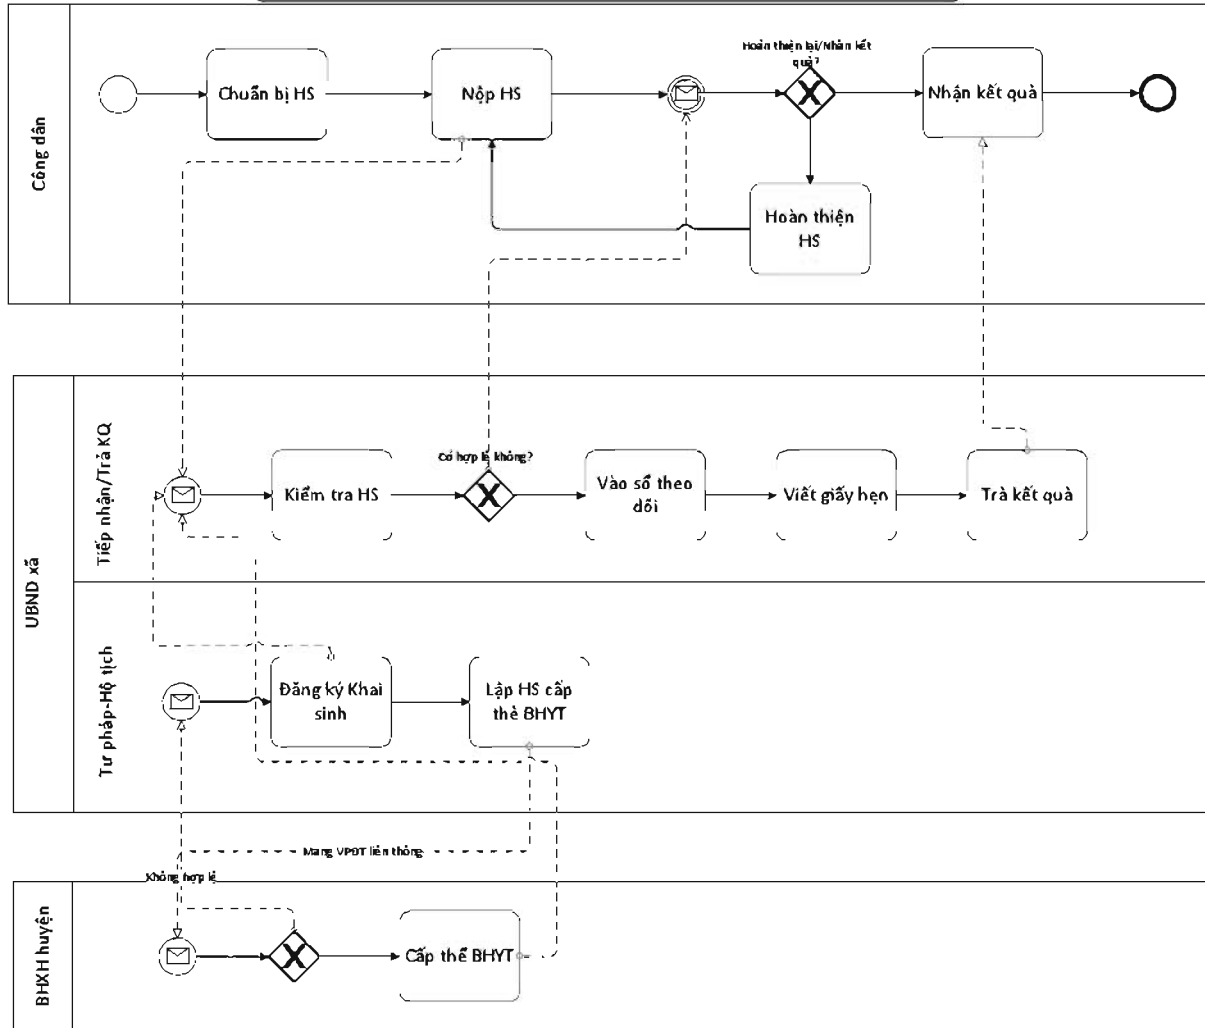 Hoàn thiện lại/Nhận kết
quả?
Chuẩn bị HS
Nộp HS
Nhận kết quả
Công dân
Hoàn thiện
HS
Tiếp nhận/Trả KQ
Có hợp lệ không?
Kiểm tra HS
Vào sổ theo
dõi
Viết giấy hẹn
Trả kết quả
UBND xã
Tư pháp-Hộ tịch
Đăng ký Khai
sinh
Lập HS cấp
thẻ BHYT
Mang VPĐT liên thông
Không hợp lệ
BHXH huyện
Cấp thể BHYT